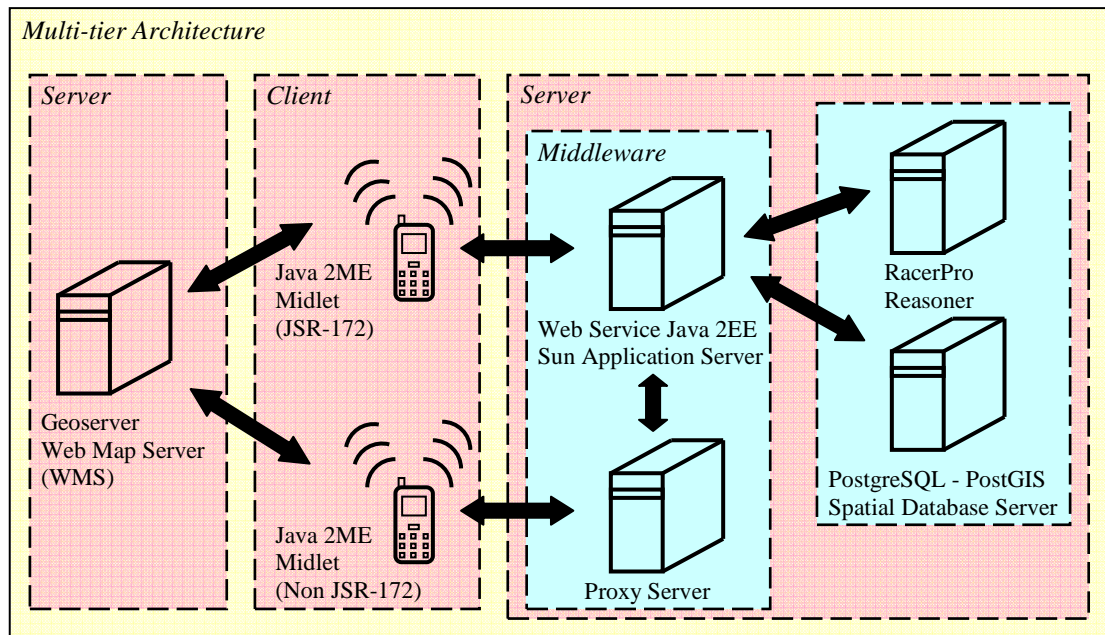 Multi-tier Architecture
Server
Geoserver
Web Map Server
(WMS)
Client
Java 2ME
Midlet
(JSR-172)
Java 2ME
Midlet
(Non JSR-172)
Server
Middleware
Web Service Java 2EE
Sun Application Server
Proxy Server
RacerPro
Reasoner
PostgreSQL - PostGIS
Spatial Database Server